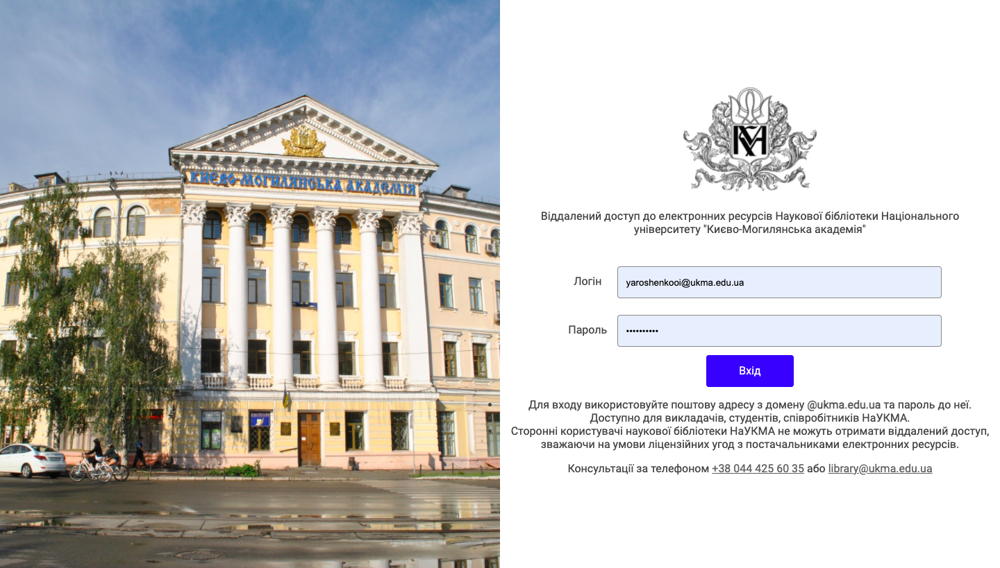 КИЄВО-МОГИЛЯНСЬКА АКАДЕМІЯ
Віддалений доступ до електронних ресурсів Наукової бібліотеки Національного
університету "Києво-Могилянська академія"
Логін
yaroshenkooi@ukma.edu.ua
Пароль
••••••••••
Вхід
Для входу використовуйте поштову адресу з домену @ukma.edu.ua та пароль до неї.
Доступно для викладачів, студентів, співробітників НаУКМА.
Сторонні користувачі наукової бібліотеки НаУКМА не можуть отримати віддалений доступ,
зважаючи на умови ліцензійних угод з постачальниками електронних ресурсів.
Консультації за телефоном +38 044 425 60 35 або library@ukma.edu.ua